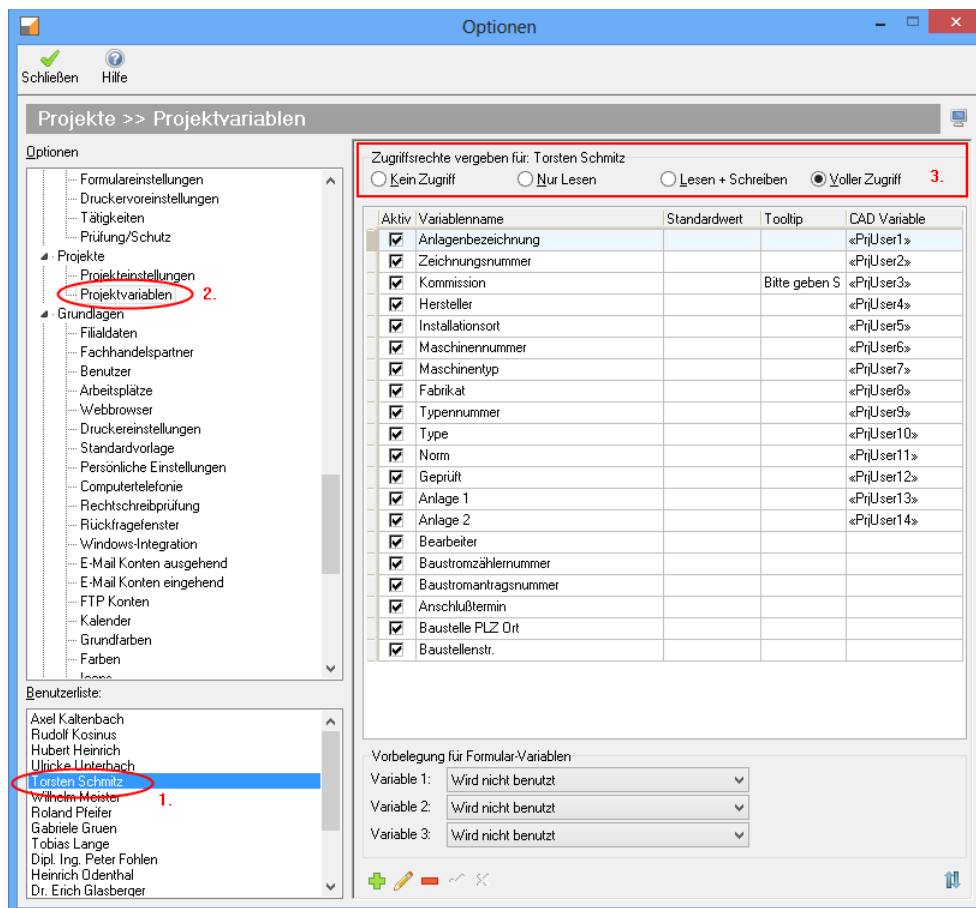 Optionen
Schließen Hilfe
Projekte >> Projektvariablen
Optionen
Formulareinstellungen
Druckervoreinstellungen
Tätigkeiten
Prüfung/Schutz
Projekte
Projekteinstellungen
Projektvariablen 2.
Grundlagen
Filialdaten
Fachhandelspartner
Benutzer
Arbeitsplätze
Webbrowser
Druckereinstellungen
Standardvorlage
Persönliche Einstellungen
Computertelefonie
Rechtschreibprüfung
Rückfragefenster
Windows-Integration
E-Mail Konten ausgehend
E-Mail Konten eingehend
FTP Konten
Kalender
Grundfarben
Farben
Icons
Benutzerliste:
Axel Kaltenbach
Rudolf Kosinus
Hubert Heinrich
Ulricke Unterbach
Torsten Schmitz
Wilhelm Meister 1.
Roland Pfeifer
Gabriele Gruen
Tobias Lange
Dipl. Ing. Peter Fohlen
Heinrich Odenthal
Dr. Erich Glasberger
Zugriffsrechte vergeben für: Torsten Schmitz
Kein Zugriff Nur Lesen Lesen + Schreiben Voller Zugriff 3.
Aktiv Variablenname Standardwert Tooltip CAD Variable
Anlagenbezeichnung «PrjUser1»
Zeichnungsnummer «PrjUser2»
Kommission Bitte geben S «PrjUser3»
Hersteller «PrjUser4»
Installationsort «PrjUser5»
Maschinennummer «PrjUser6»
Maschinentyp «PrjUser7»
Fabrikat «PrjUser8»
Typennummer «PrjUser9»
Type «PrjUser10»
Norm «PrjUser11»
Geprüft «PrjUser12»
Anlage 1 «PrjUser13»
Anlage 2 «PrjUser14»
Bearbeiter
Baustromzählernummer
Baustromantragsnummer
Anschlußtermin
Baustelle PLZ Ort
Baustellenstr.
Vorbelegung für Formular-Variablen
Variable 1: Wird nicht benutzt
Variable 2: Wird nicht benutzt
Variable 3: Wird nicht benutzt